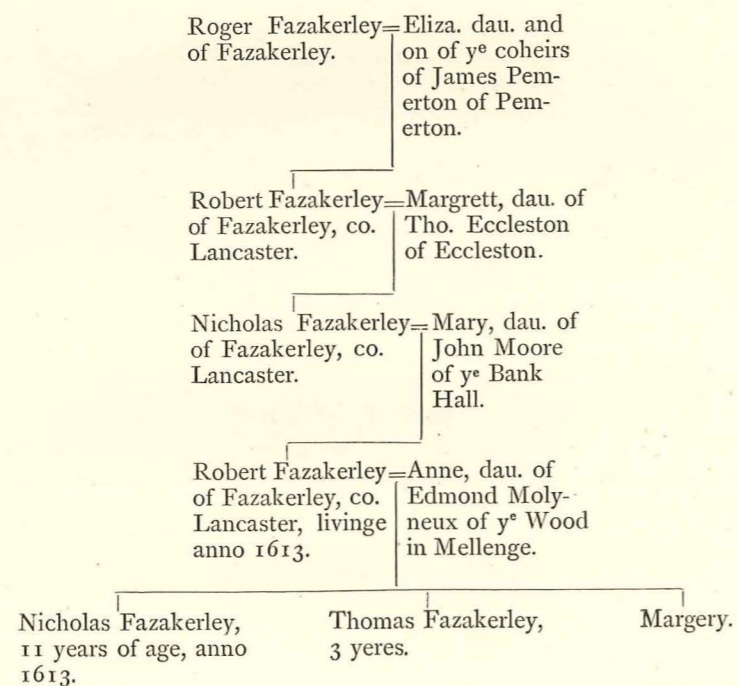 Roger Fazakerley=Eliza. dau. and
of Fazakerley. on of yᵉ coheirs
of James Pem-
erton of Pem-
erton.
Robert Fazakerley=Margrett, dau. of
of Fazakerley, co. Tho. Eccleston
Lancaster. of Eccleston.
Nicholas Fazakerley=Mary, dau. of
of Fazakerley, co. John Moore
Lancaster. of yᵉ Bank
Hall.
Robert Fazakerley=Anne, dau. of
of Fazakerley, co. Edmond Moly-
Lancaster, livinge neux of yᵉ Wood
anno 1613. in Mellenge.
Nicholas Fazakerley, Thomas Fazakerley, Margery.
11 years of age, anno 3 yeres.
1613.